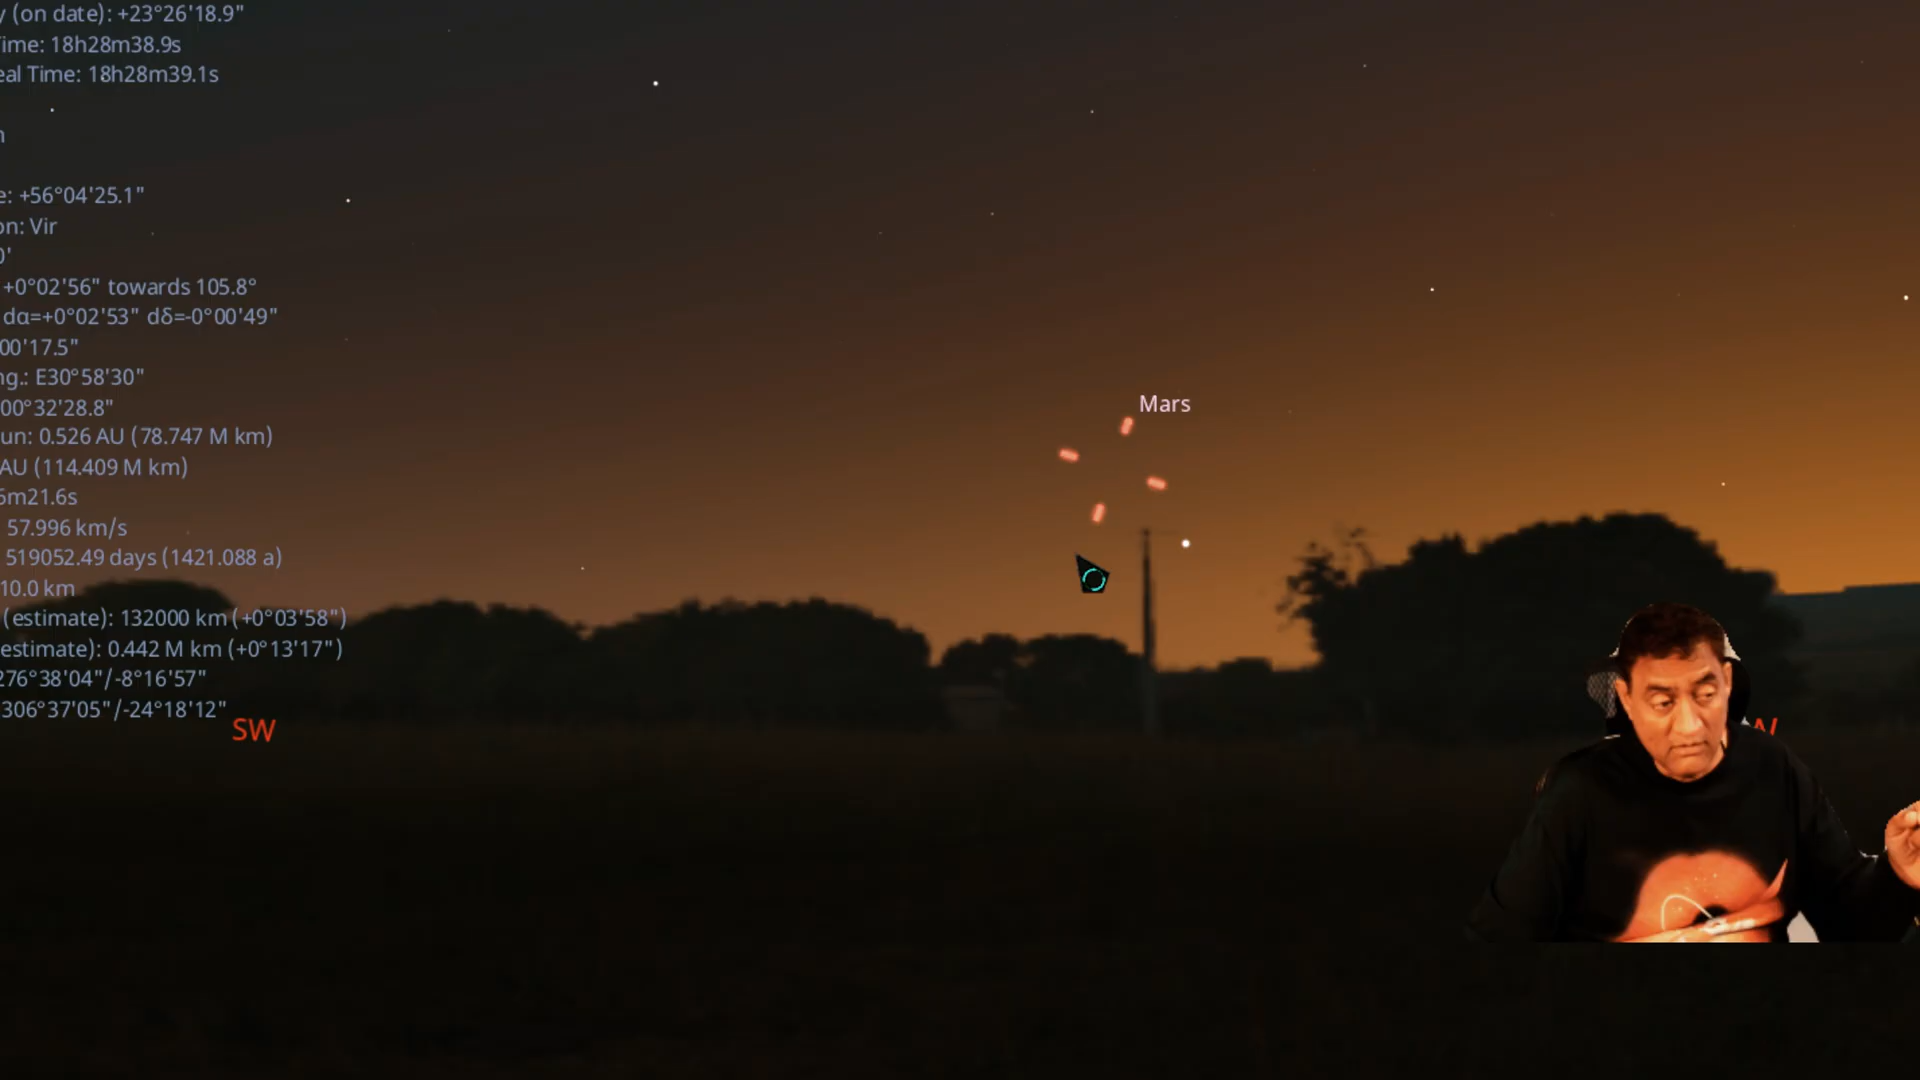 y (on date): +23°26'18.9"
ime: 18h28m38.9s
eal Time: 18h28m39.1s
n
e: +56°04'25.1"
on: Vir
0'
+0°02'56" towards 105.8°
dα=+0°02'53" dδ=-0°00'49"
00'17.5"
ng.: E30°58'30"
00°32'28.8"
un: 0.526 AU (78.747 M km)
AU (114.409 M km)
6m21.6s
57.996 km/s
519052.49 days (1421.088 a)
10.0 km
(estimate): 132000 km (+0°03'58")
estimate): 0.442 M km (+0°13'17")
276°38'04"/-8°16'57"
306°37'05"/-24°18'12"
Mars
SW